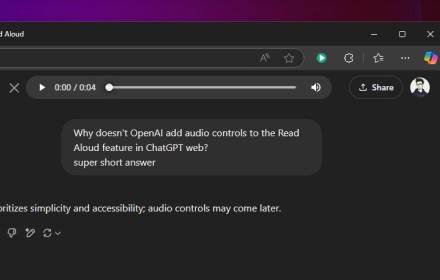 d Aloud
0:00 / 0:04
Share
Why doesn't OpenAI add audio controls to the Read
Aloud feature in ChatGPT web?
super short answer
oritizes simplicity and accessibility; audio controls may come later.